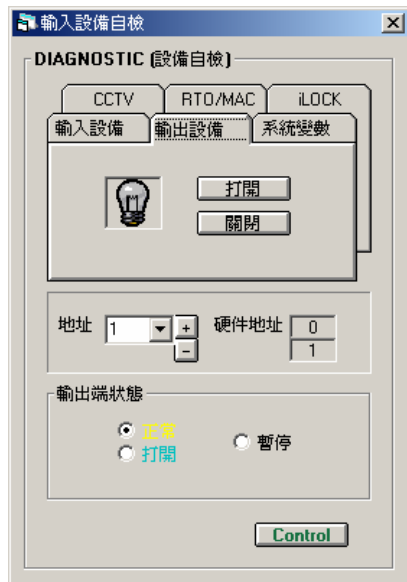 輸入設備自檢
DIAGNOSTIC (設備自檢)
CCTV RTO/MAC iLOCK
輸入設備 輸出設備 系統變數
打開
關閉
地址 1 + 硬件地址 0
- 1
輸出端狀態
正常
暫停
打開
Control